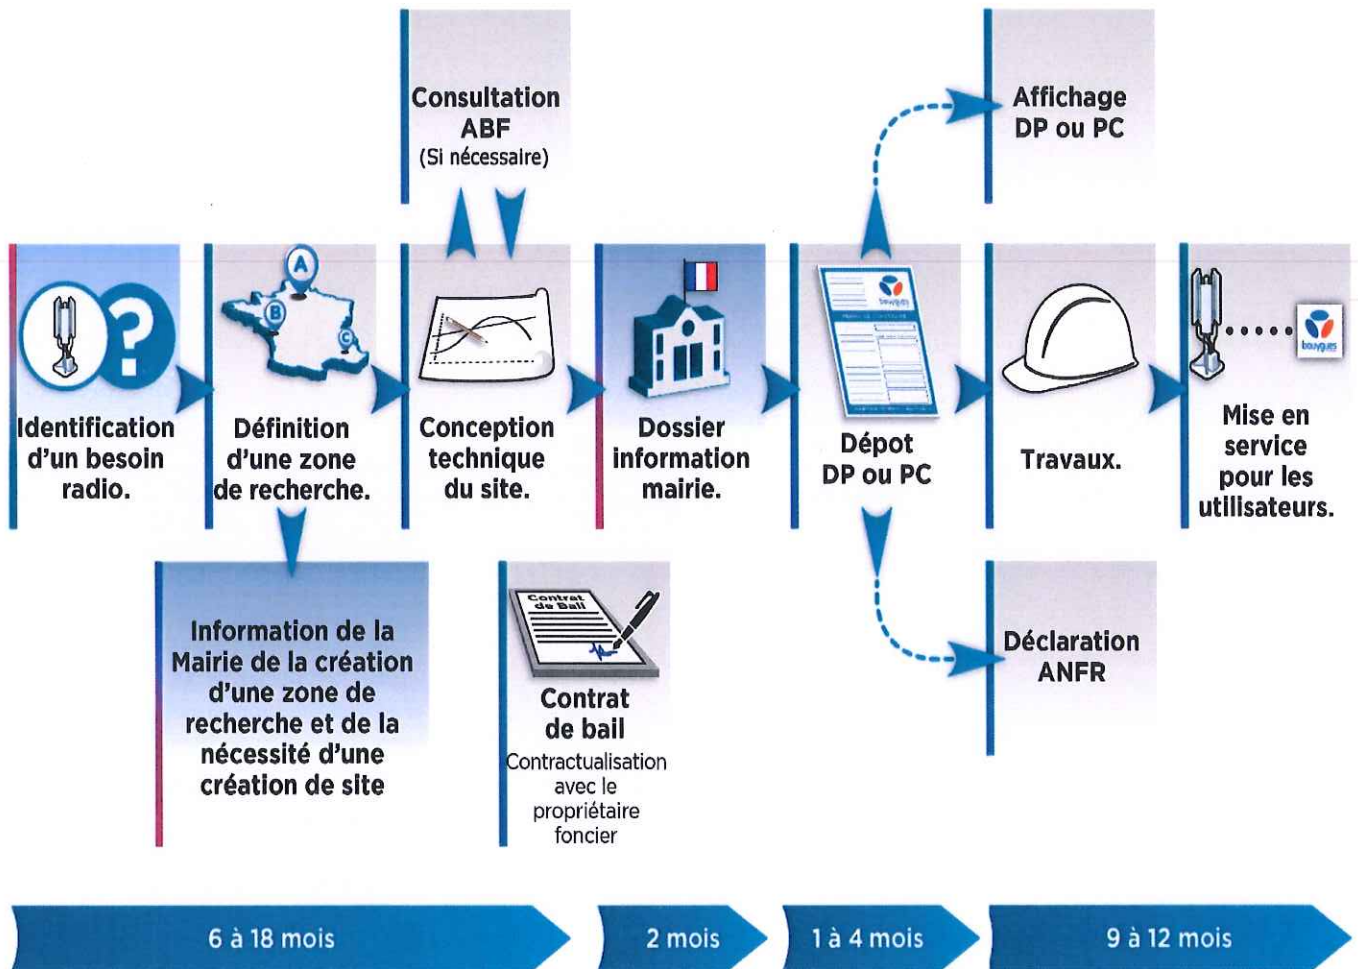 Consultation
ABF
(Si nécessaire)
Affichage
DP ou PC
A
B
C
bouygues
bouygues
Identification
d'un besoin
radio.
Définition
d'une zone
de recherche.
Conception
technique
du site.
Dossier
information
mairie.
Dépot
DP ou PC
Travaux.
Mise en
service
pour les
utilisateurs.
Information de la
Mairie de la création
d'une zone de
recherche et de la
nécessité d'une
création de site
Contrat
de Bail
Contrat
de bail
Contractualisation
avec le
propriétaire
foncier
Déclaration
ANFR
6 à 18 mois
2 mois
1 à 4 mois
9 à 12 mois